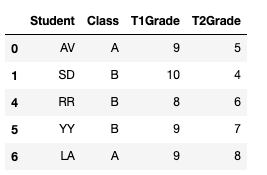 Student Class T1Grade T2Grade
0 AV A 9 5
1 SD B 10 4
4 RR B 8 6
5 YY B 9 7
6 LA A 9 8